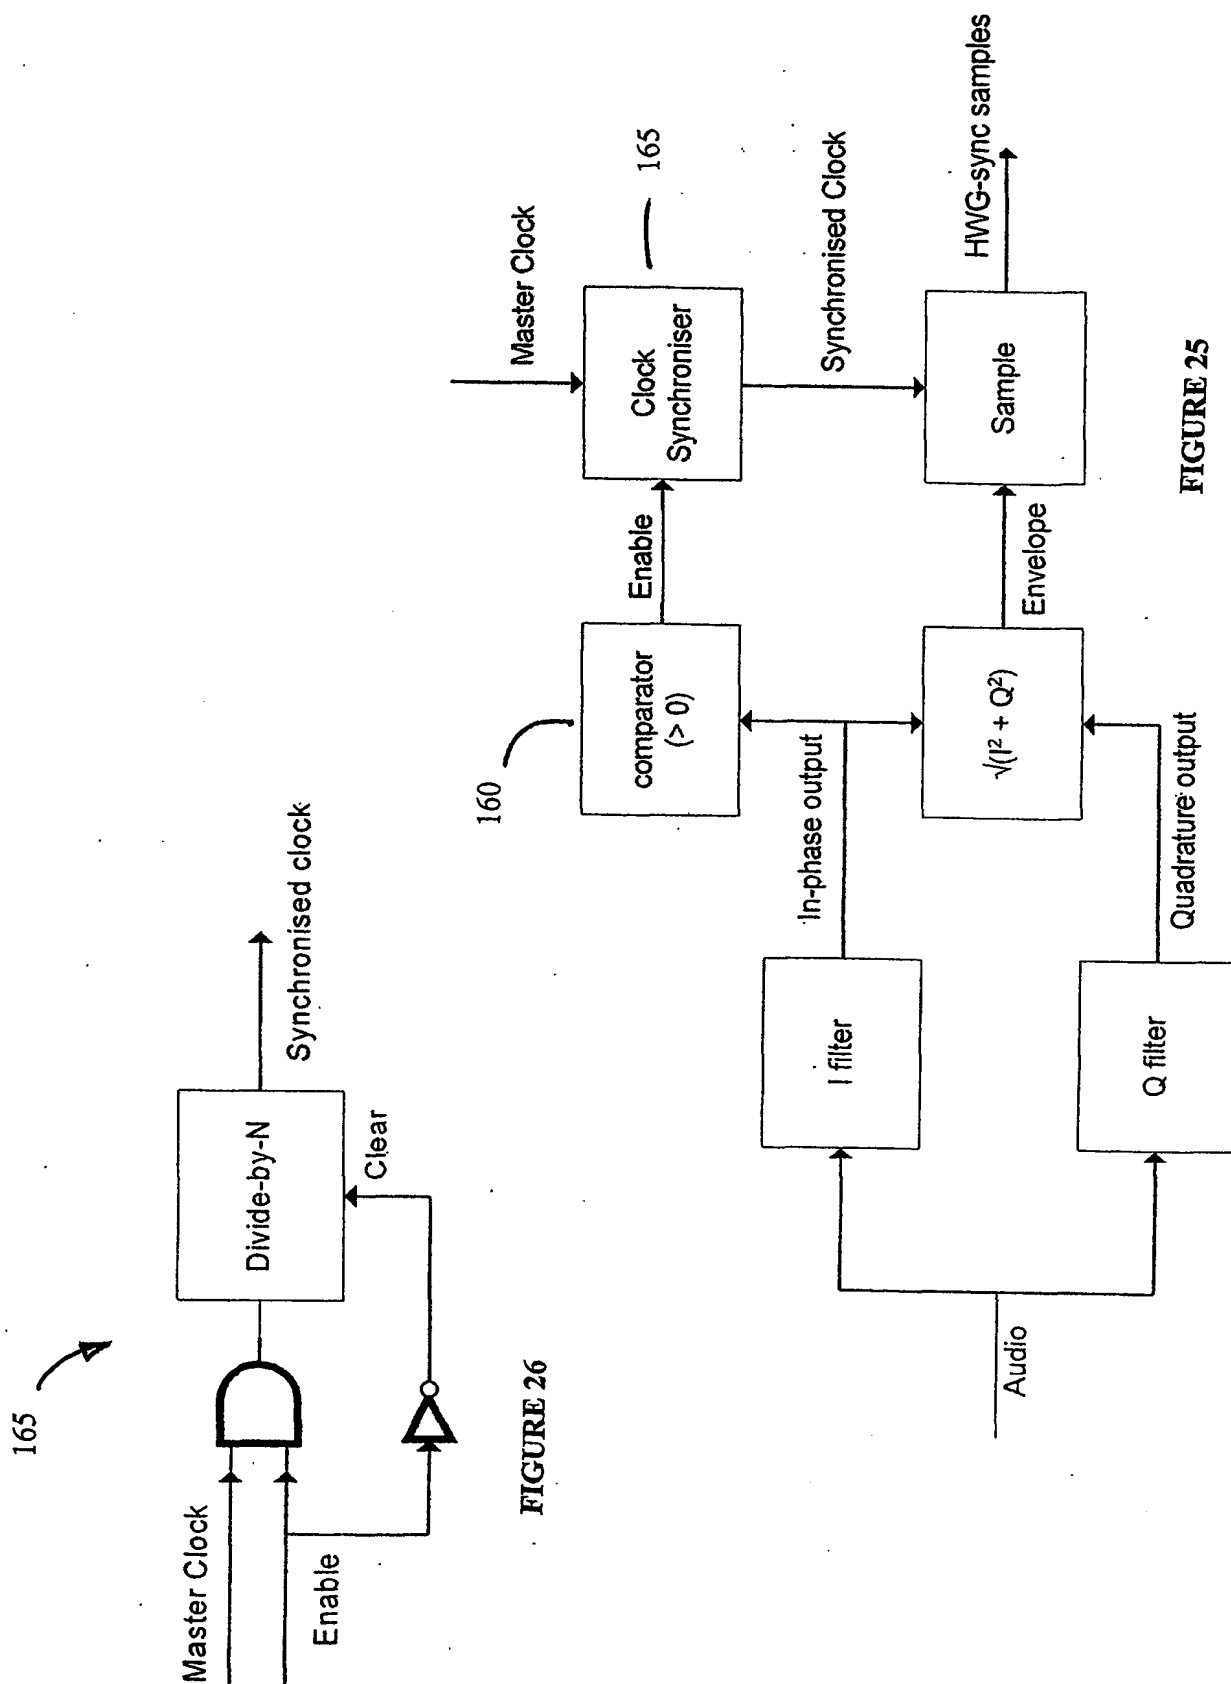 165
Master Clock
Enable
Divide-by-N
Clear
Synchronised clock
FIGURE 26
Audio
I filter
Q filter
In-phase output
Quadrature output
160
comparator
(> 0)
√(I² + Q²)
Enable
Envelope
Master Clock
Clock
Synchroniser
165
Synchronised Clock
Sample
HWG-sync samples
FIGURE 25